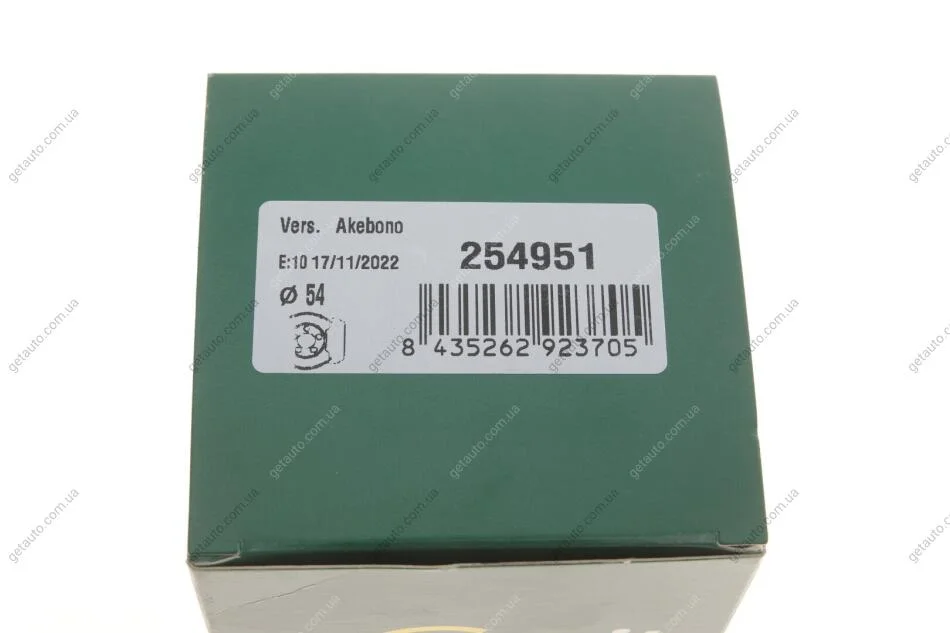 Vers. Akebono
E:10 17/11/2022
254951
Ø 54
8 435262 923705
getauto.com.ua